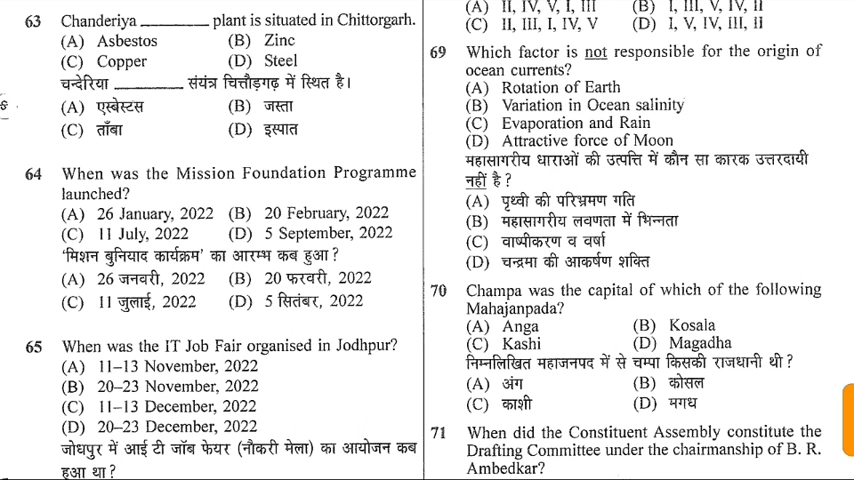 63 Chanderiya ________ plant is situated in Chittorgarh.
(A) Asbestos (B) Zinc
(C) Copper (D) Steel
चन्देरिया ________ संयंत्र चित्तौड़गढ़ में स्थित है।
(A) एस्बेस्टस (B) जस्ता
(C) ताँबा (D) इस्पात
64 When was the Mission Foundation Programme
launched?
(A) 26 January, 2022 (B) 20 February, 2022
(C) 11 July, 2022 (D) 5 September, 2022
‘मिशन बुनियाद कार्यक्रम’ का आरम्भ कब हुआ ?
(A) 26 जनवरी, 2022 (B) 20 फरवरी, 2022
(C) 11 जुलाई, 2022 (D) 5 सितंबर, 2022
65 When was the IT Job Fair organised in Jodhpur?
(A) 11–13 November, 2022
(B) 20–23 November, 2022
(C) 11–13 December, 2022
(D) 20–23 December, 2022
जोधपुर में आई टी जॉब फेयर (नौकरी मेला) का आयोजन कब
हुआ था ?
(A) II, IV, V, I, III (B) I, III, V, IV, II
(C) II, III, I, IV, V (D) I, V, IV, III, II
69 Which factor is not responsible for the origin of
ocean currents?
(A) Rotation of Earth
(B) Variation in Ocean salinity
(C) Evaporation and Rain
(D) Attractive force of Moon
महासागरीय धाराओं की उत्पत्ति में कौन सा कारक उत्तरदायी
नहीं है ?
(A) पृथ्वी की परिभ्रमण गति
(B) महासागरीय लवणता में भिन्नता
(C) वाष्पीकरण व वर्षा
(D) चन्द्रमा की आकर्षण शक्ति
70 Champa was the capital of which of the following
Mahajanpada?
(A) Anga (B) Kosala
(C) Kashi (D) Magadha
निम्नलिखित महाजनपद में से चम्पा किसकी राजधानी थी ?
(A) अंग (B) कोसल
(C) काशी (D) मगध
71 When did the Constituent Assembly constitute the
Drafting Committee under the chairmanship of B. R.
Ambedkar?